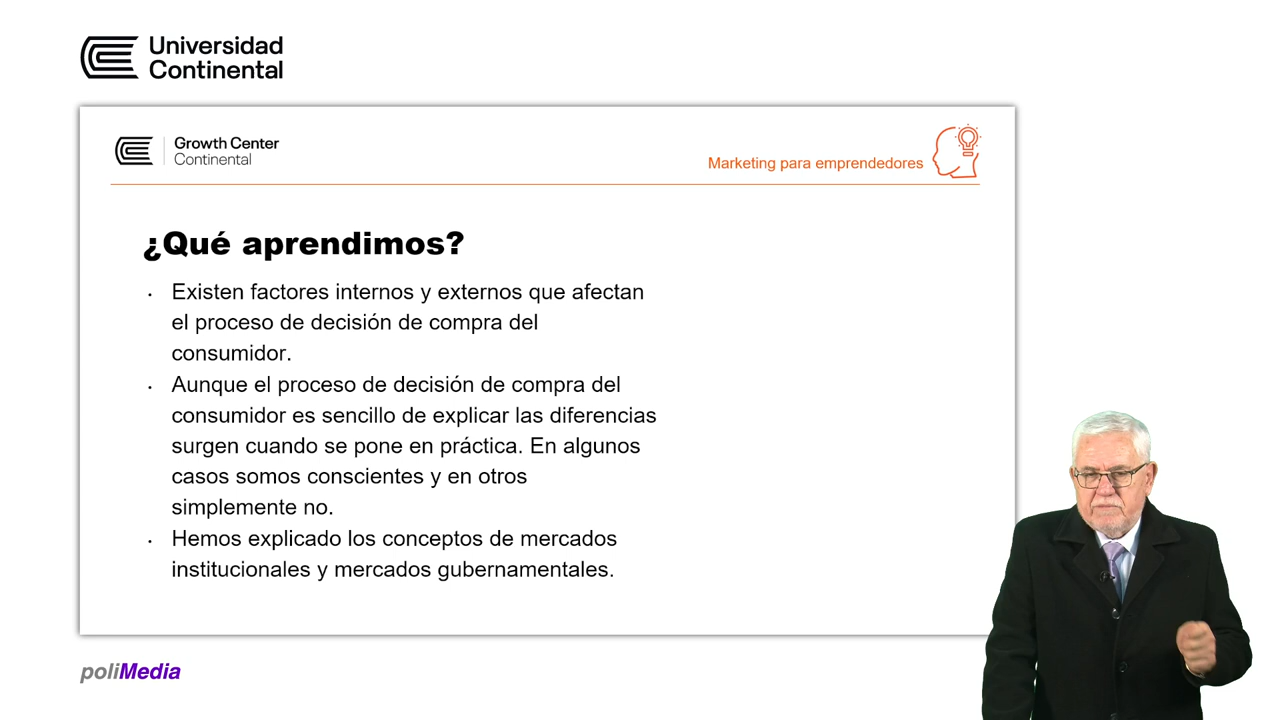 Universidad
Continental
Growth Center
Continental
Marketing para emprendedores
¿Qué aprendimos?
· Existen factores internos y externos que afectan
el proceso de decisión de compra del
consumidor.
· Aunque el proceso de decisión de compra del
consumidor es sencillo de explicar las diferencias
surgen cuando se pone en práctica. En algunos
casos somos conscientes y en otros
simplemente no.
· Hemos explicado los conceptos de mercados
institucionales y mercados gubernamentales.
poliMedia